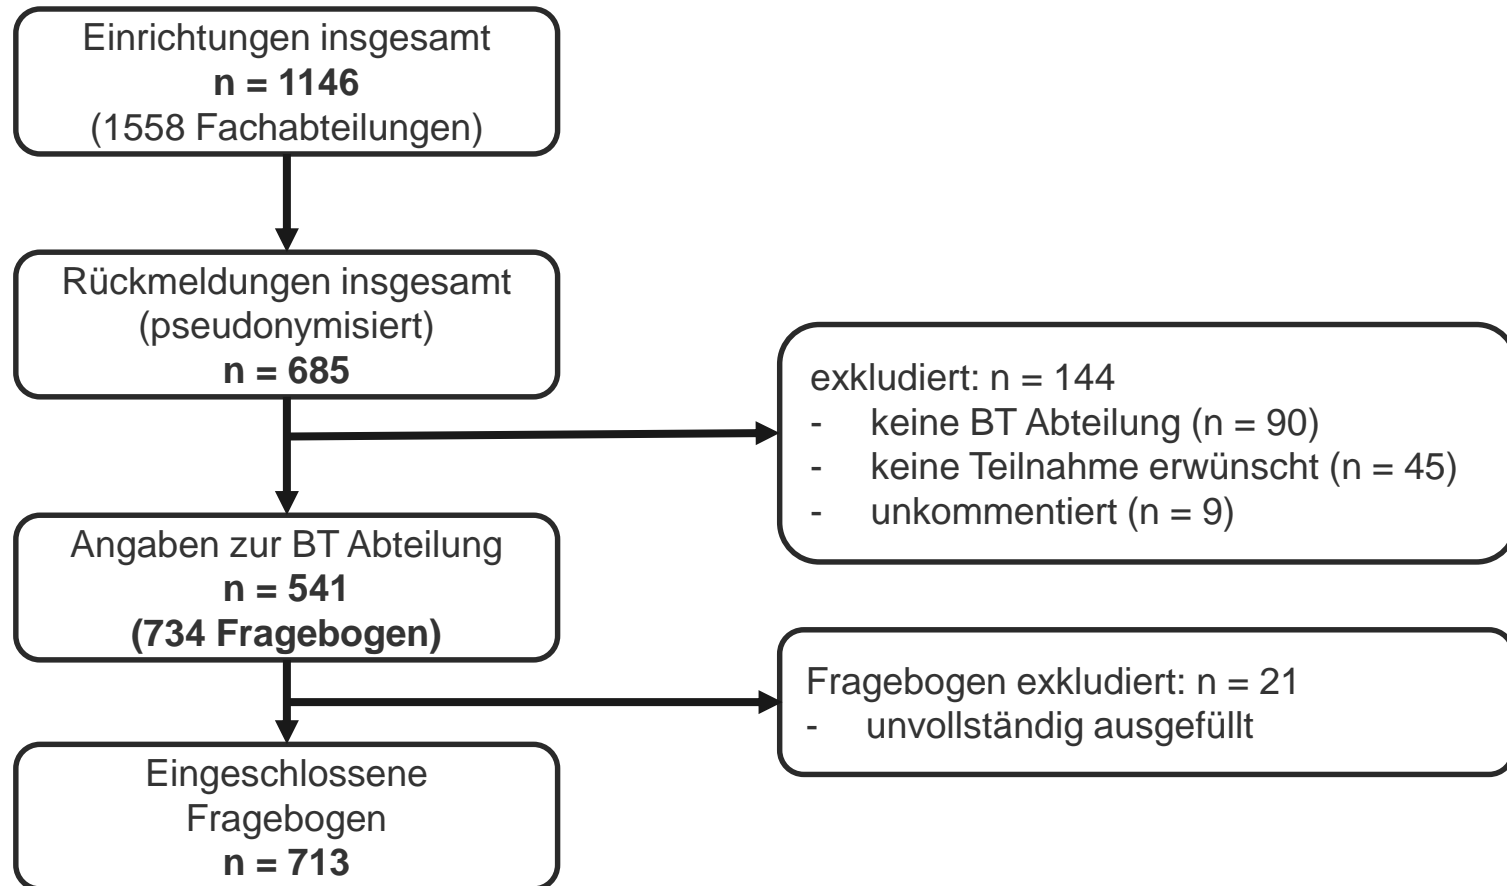 Einrichtungen insgesamt
n = 1146
(1558 Fachabteilungen)
Rückmeldungen insgesamt
(pseudonymisiert)
n = 685
exkludiert: n = 144
- keine BT Abteilung (n = 90)
- keine Teilnahme erwünscht (n = 45)
- unkommentiert (n = 9)
Angaben zur BT Abteilung
n = 541
(734 Fragebogen)
Fragebogen exkludiert: n = 21
- unvollständig ausgefüllt
Eingeschlossene
Fragebogen
n = 713